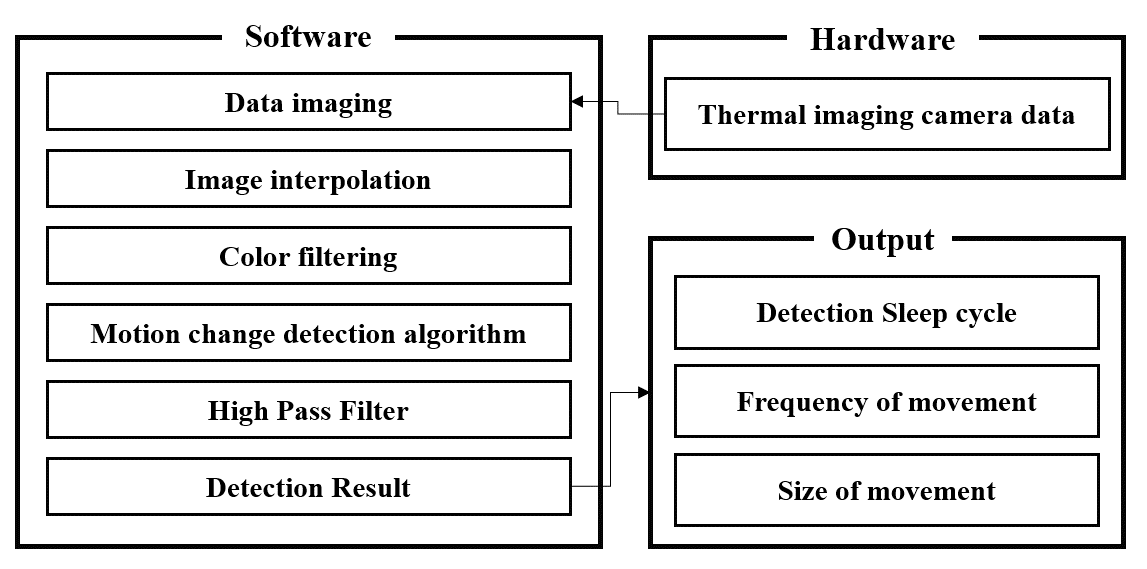 Software
Data imaging
Image interpolation
Color filtering
Motion change detection algorithm
High Pass Filter
Detection Result
Hardware
Thermal imaging camera data
Output
Detection Sleep cycle
Frequency of movement
Size of movement